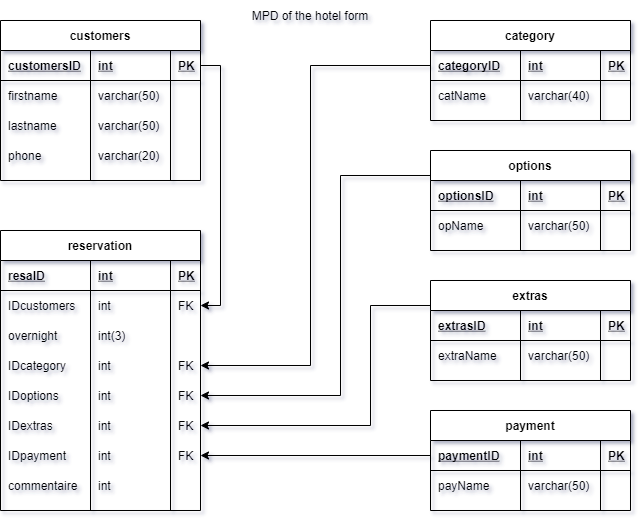 MPD of the hotel form
customers
customersID int PK
firstname varchar(50)
lastname varchar(50)
phone varchar(20)
reservation
resaID int PK
IDcustomers int FK
overnight int(3)
IDcategory int FK
IDoptions int FK
IDextras int FK
IDpayment int FK
commentaire int
category
categoryID int PK
catName varchar(40)
options
optionsID int PK
opName varchar(50)
extras
extrasID int PK
extraName varchar(50)
payment
paymentID int PK
payName varchar(50)